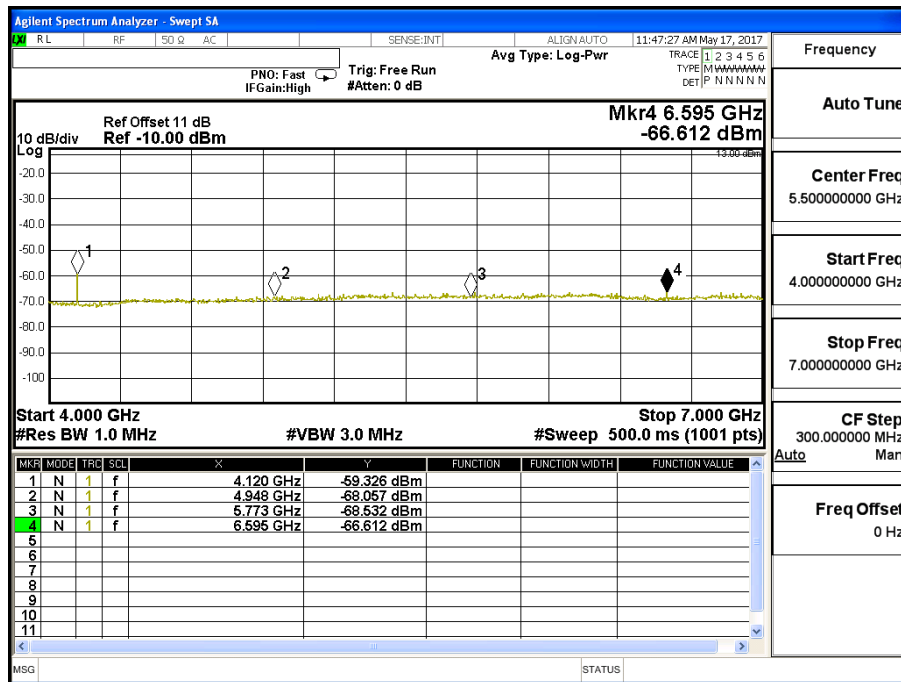 Agilent Spectrum Analyzer - Swept SA
LXI RL RF 50 Ω AC SENSE:INT ALIGN AUTO 11:47:27 AM May 17, 2017
Frequency
Avg Type: Log-Pwr
TRACE 1 2 3 4 5 6
PNO: Fast Trig: Free Run
TYPE M WWWWW
IFGain:High #Atten: 0 dB
DET P N N N N N
Auto Tune
Mkr4 6.595 GHz
Ref Offset 11 dB
10 dB/div Ref -10.00 dBm
-66.612 dBm
Log
-13.00 dBm
-20.0
-30.0
-40.0
-50.0
-60.0
-70.0
-80.0
-90.0
-100
1
2
3
4
Center Freq
5.500000000 GHz
Start Freq
4.000000000 GHz
Stop Freq
7.000000000 GHz
Start 4.000 GHz Stop 7.000 GHz
#Res BW 1.0 MHz #VBW 3.0 MHz #Sweep 500.0 ms (1001 pts)
CF Step
300.000000 MHz
Auto Man
MKR MODE TRC SCL X Y FUNCTION FUNCTION WIDTH FUNCTION VALUE
1 N 1 f 4.120 GHz -59.326 dBm
2 N 1 f 4.948 GHz -68.057 dBm
3 N 1 f 5.773 GHz -68.532 dBm
4 N 1 f 6.595 GHz -66.612 dBm
5
6
7
8
9
10
11
Freq Offset
0 Hz
MSG STATUS